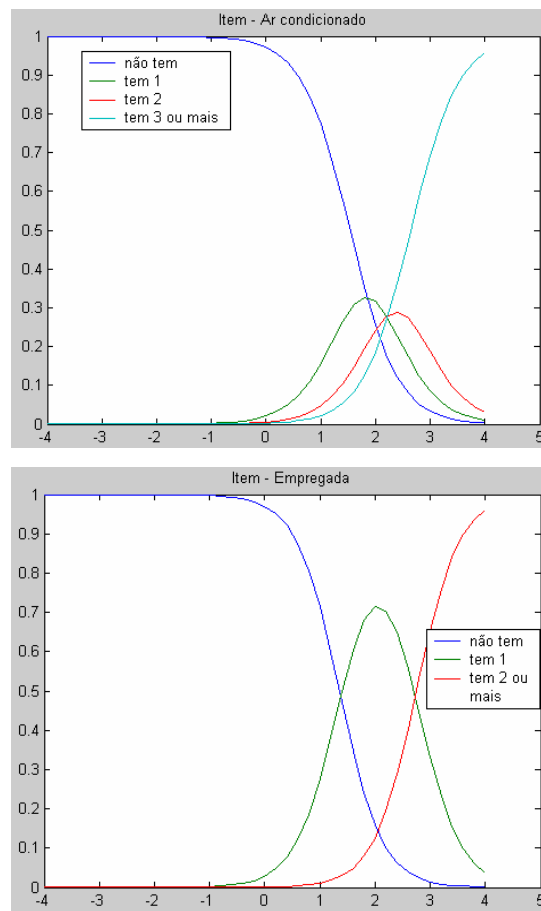 Item - Ar condicionado
1
0.9
0.8
0.7
0.6
0.5
0.4
0.3
0.2
0.1
0
não tem
tem 1
tem 2
tem 3 ou mais
-4 -3 -2 -1 0 1 2 3 4 5
Item - Empregada
1
0.9
0.8
0.7
0.6
0.5
0.4
0.3
0.2
0.1
0
não tem
tem 1
tem 2 ou
mais
-4 -3 -2 -1 0 1 2 3 4 5